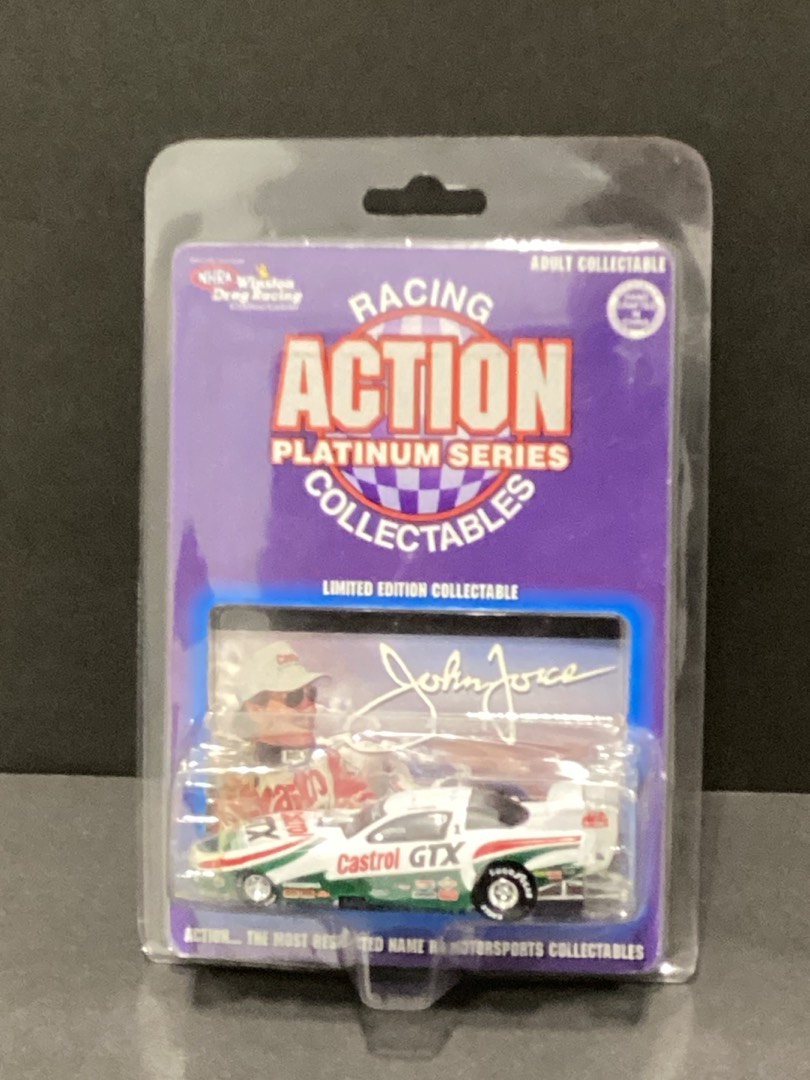 ADULT COLLECTABLE
NHRA Winston
Drag Racing
RACING
ACTION
PLATINUM SERIES
COLLECTABLES
LIMITED EDITION COLLECTABLE
John Force
Castrol GTX
GOODYEAR
ACTION... THE MOST RESPECTED NAME IN MOTORSPORTS COLLECTABLES